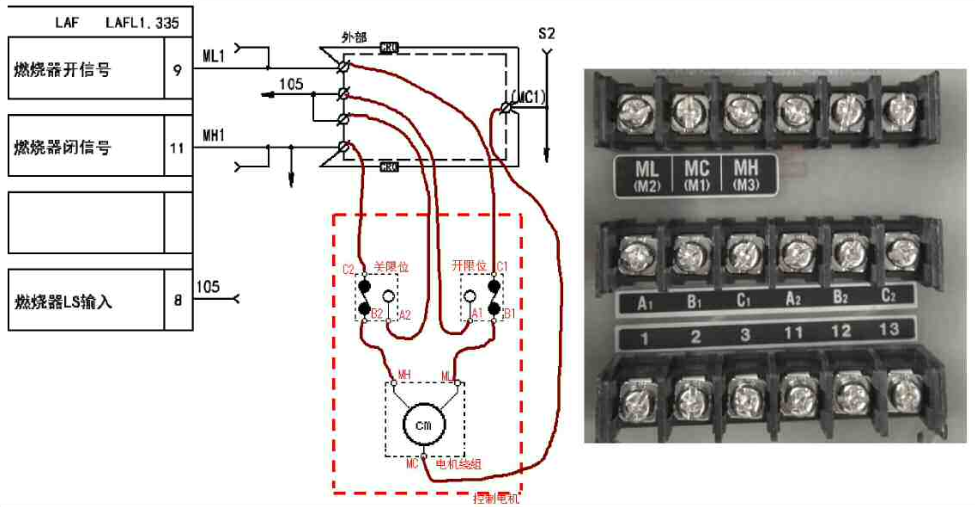 LAF LAFL1.335
燃烧器开信号 9
ML1
燃烧器闭信号 11
MH1
燃烧器LS输入 8
105
外部
CR0
S2
105
(MC1)
CR0
C2 关限位
开限位 C1
B2 A2
A1 B1
MH
ML
cm
MC 电机绕组
控制电机
ML MC MH
(M2) (M1) (M3)
A1 B1 C1 A2 B2 C2
1 2 3 11 12 13